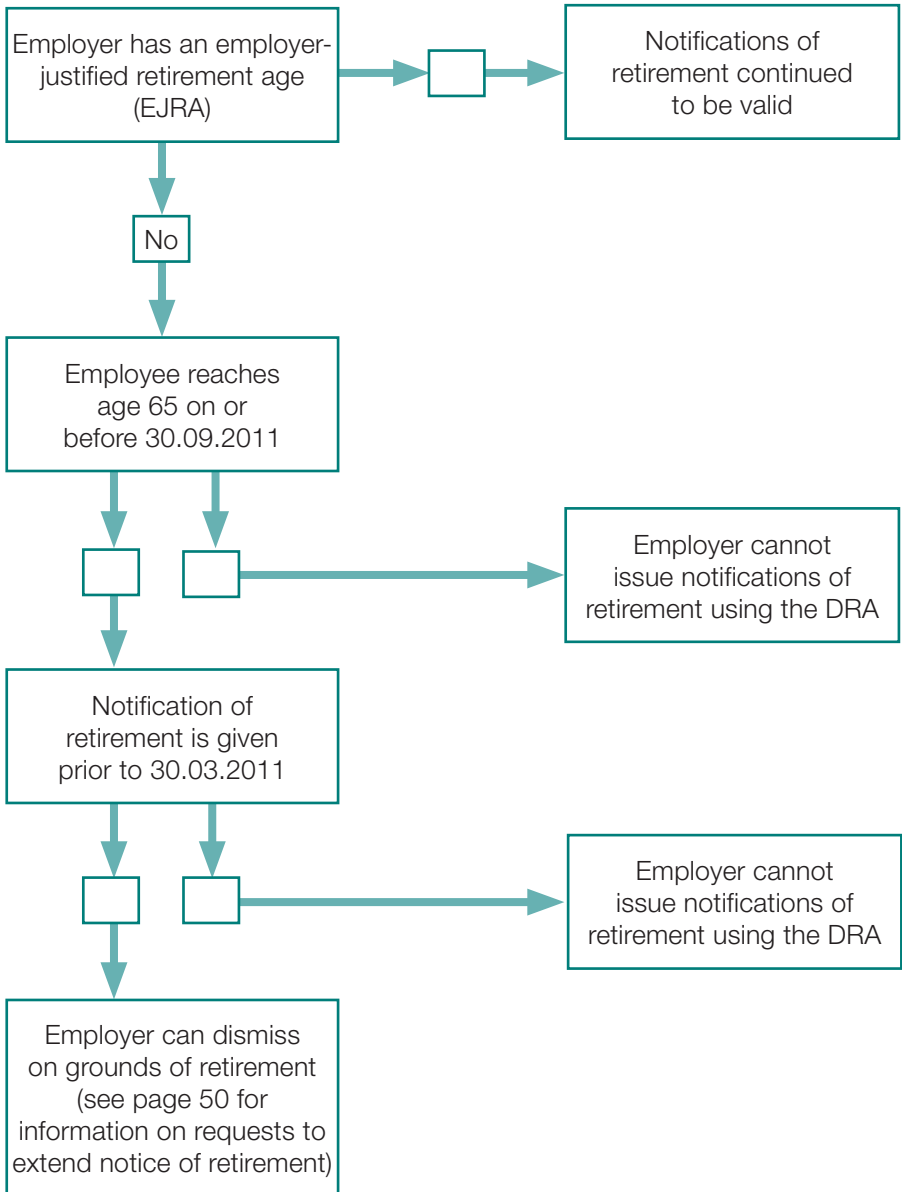 Employer has an employer-
justified retirement age
(EJRA)
Notifications of
retirement continued
to be valid
No
Employee reaches
age 65 on or
before 30.09.2011
Employer cannot
issue notifications of
retirement using the DRA
Notification of
retirement is given
prior to 30.03.2011
Employer cannot
issue notifications of
retirement using the DRA
Employer can dismiss
on grounds of retirement
(see page 50 for
information on requests to
extend notice of retirement)